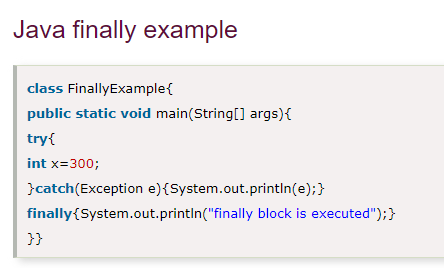 Java finally example
class FinallyExample{
public static void main(String[] args){
try{
int x=300;
}catch(Exception e){System.out.println(e);}
finally{System.out.println("finally block is executed");}
}}